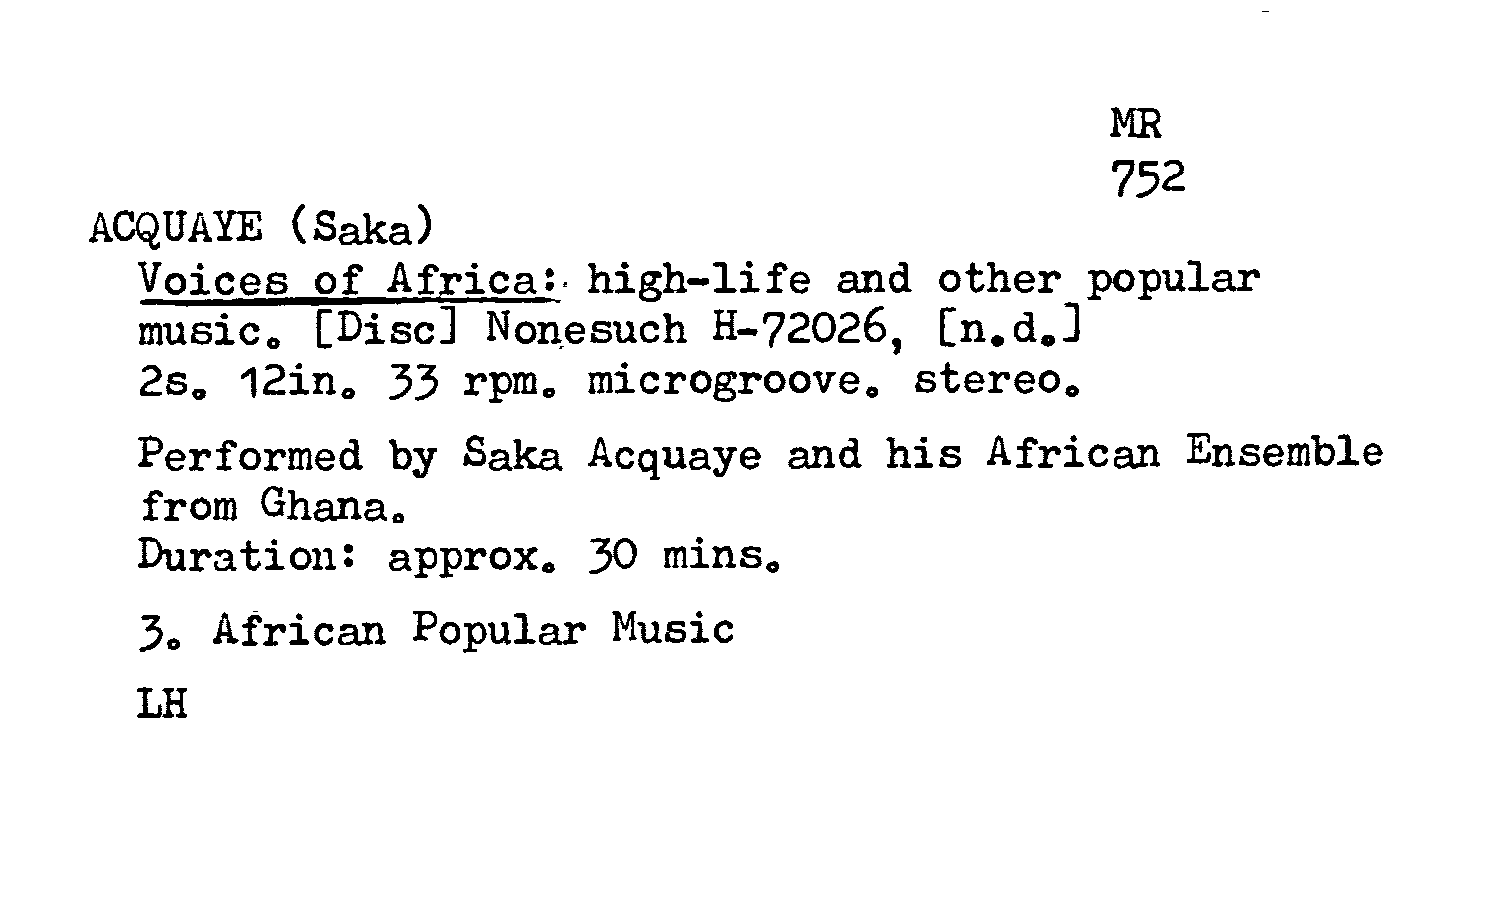 MR
752
ACQUAYE (Saka)
Voices of Africa: high-life and other popular
music. [Disc] Nonesuch H-72026, [n.d.]
2s. 12in. 33 rpm. microgroove. stereo.
Performed by Saka Acquaye and his African Ensemble
from Ghana.
Duration: approx. 30 mins.
3. African Popular Music
LH